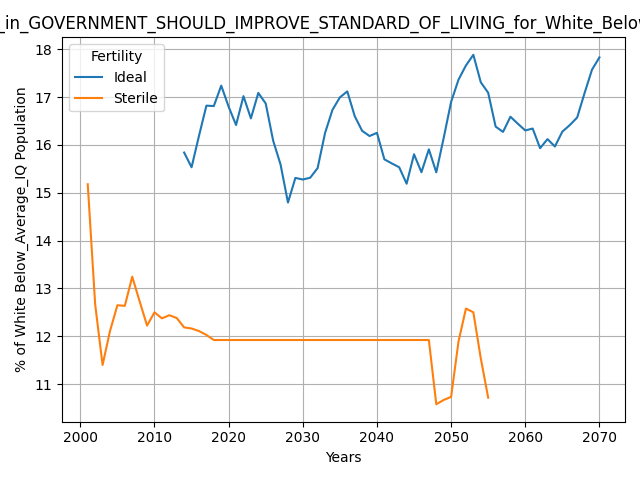 _in_GOVERNMENT_SHOULD_IMPROVE_STANDARD_OF_LIVING_for_White_Below
Fertility
Ideal
Sterile
18
17
16
15
14
13
12
11
% of White Below_Average_IQ Population
2000 2010 2020 2030 2040 2050 2060 2070
Years